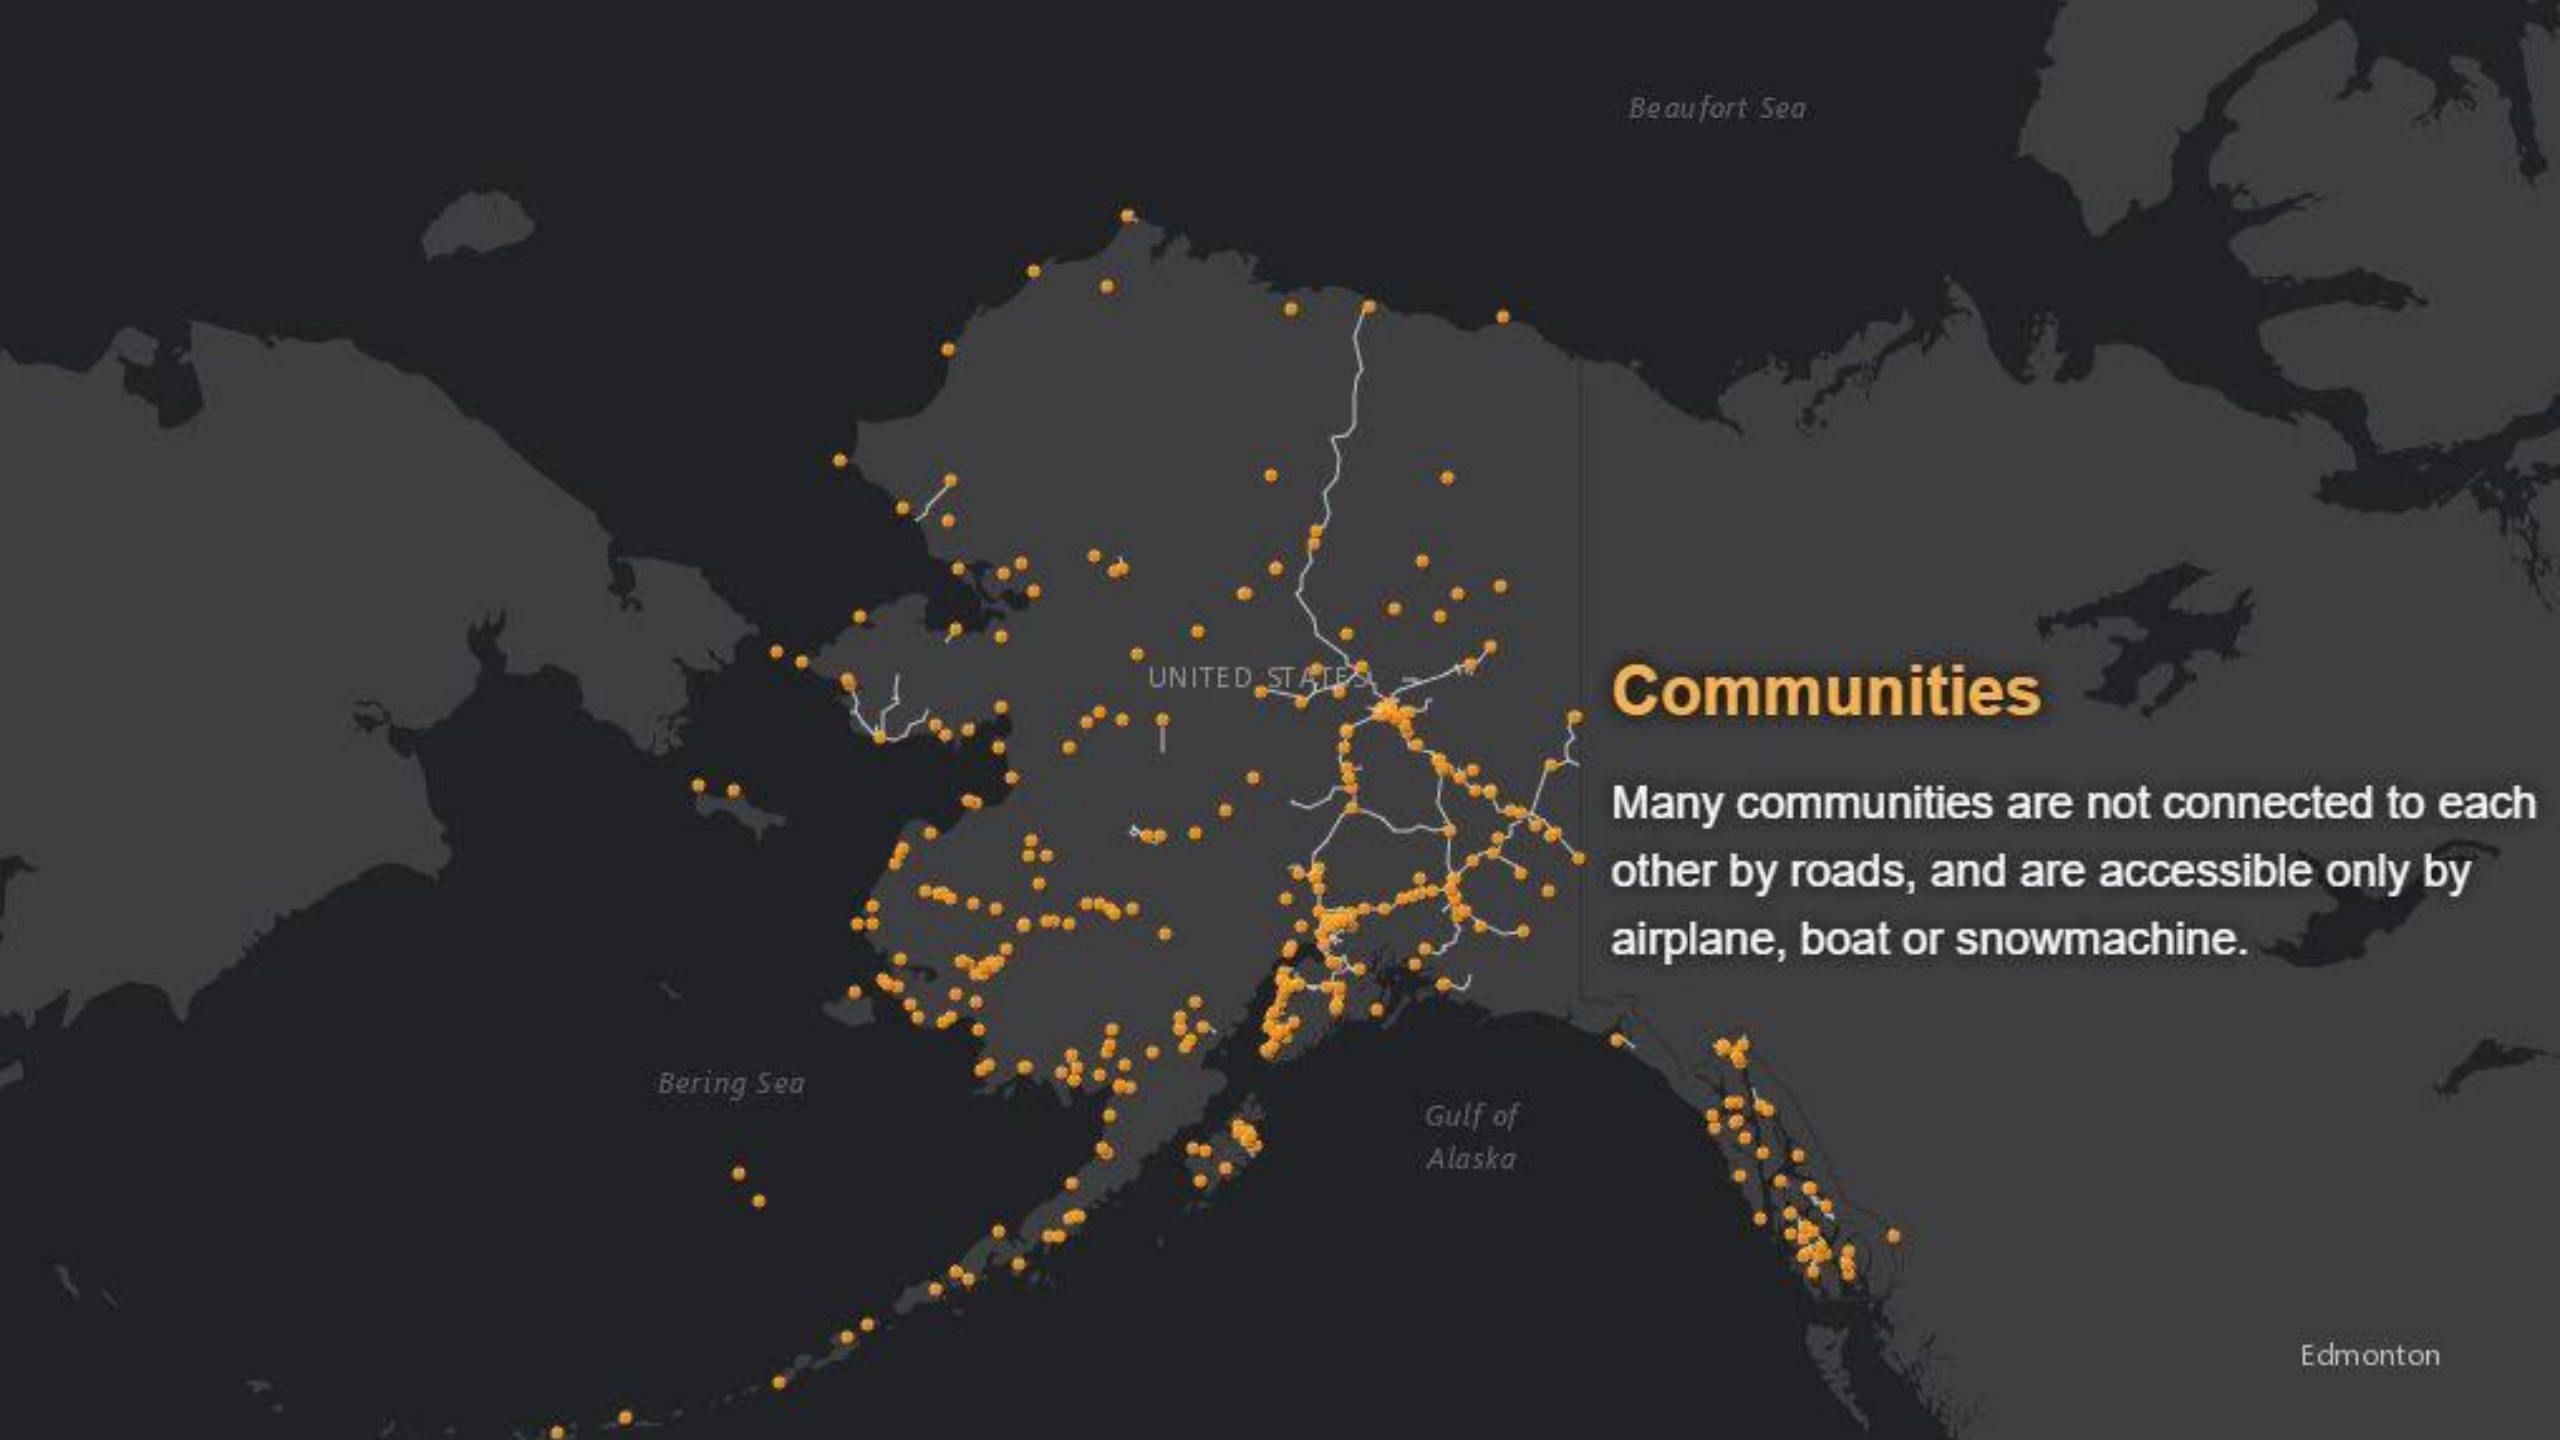 Beaufort Sea
UNITED STATES
Communities
Many communities are not connected to each
other by roads, and are accessible only by
airplane, boat or snowmachine.
Bering Sea
Gulf of
Alaska
Edmonton